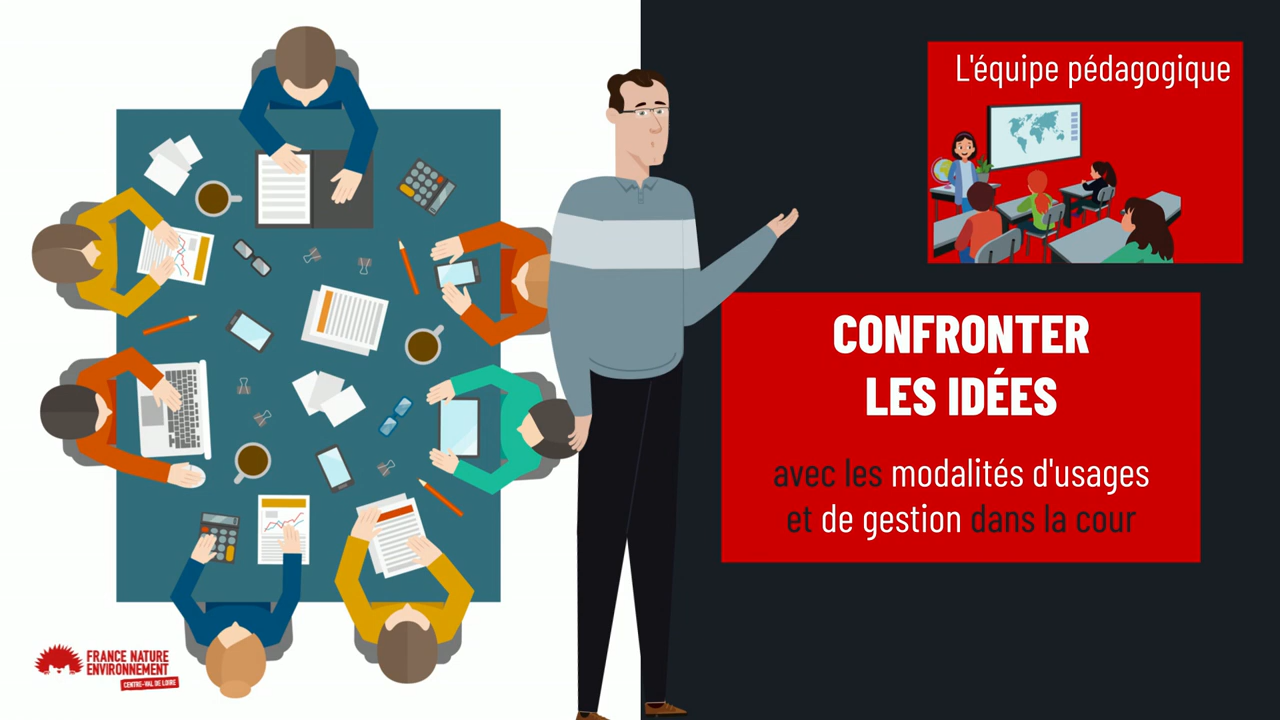 L'équipe pédagogique
CONFRONTER
LES IDÉES
avec les modalités d'usages
et de gestion dans la cour
FRANCE NATURE
ENVIRONNEMENT
CENTRE-VAL DE LOIRE